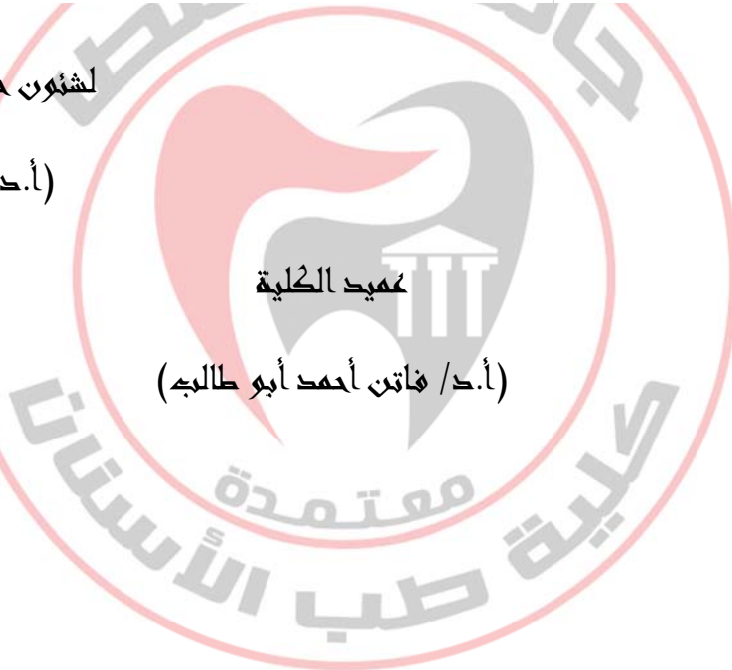 لشئون
(أ.د
عميد الكلية
(أ.د/ فاتن أحمد أبو طالب)
معتمدة
كلية طب الأسنان